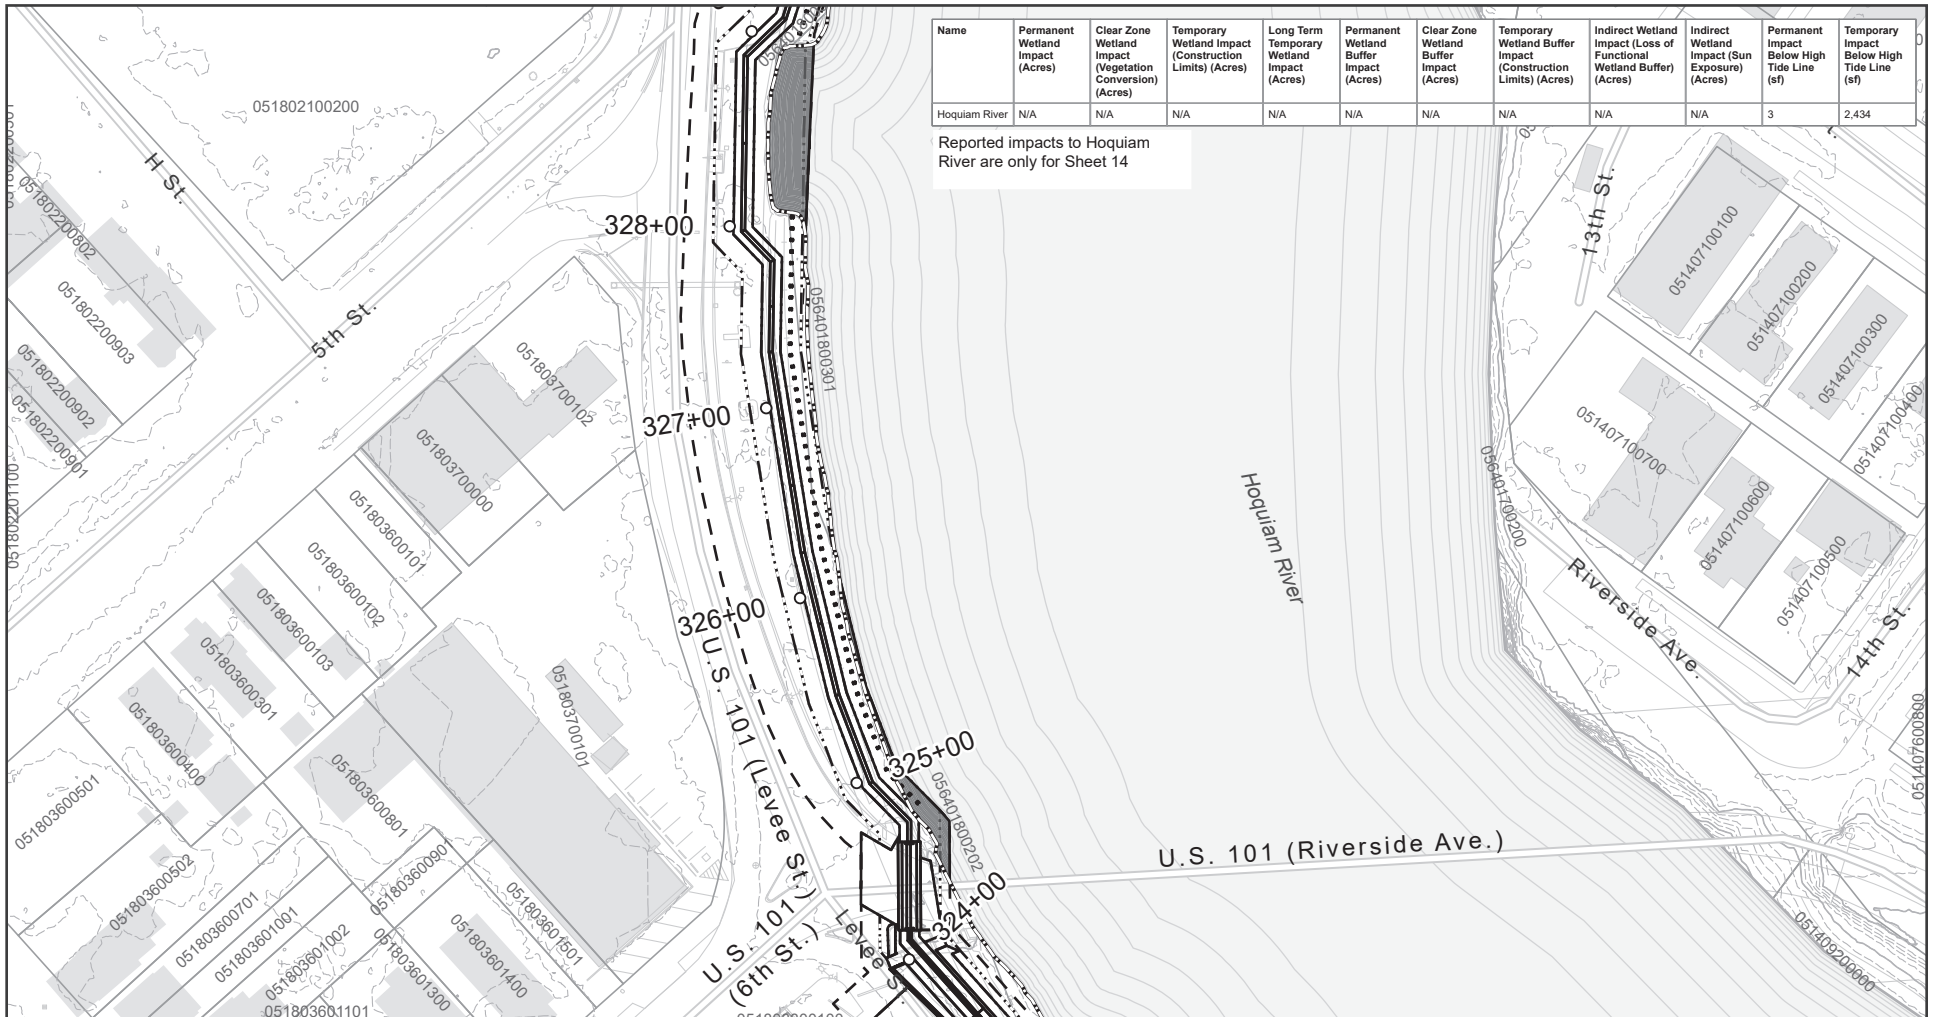 Name
Permanent Wetland Impact (Acres)
Clear Zone Wetland Impact (Vegetation Conversion) (Acres)
Temporary Wetland Impact (Construction Limits) (Acres)
Long Term Temporary Wetland Impact (Acres)
Permanent Wetland Buffer Impact (Acres)
Clear Zone Wetland Buffer Impact (Acres)
Temporary Wetland Buffer Impact (Construction Limits) (Acres)
Indirect Wetland Impact (Loss of Functional Wetland Buffer) (Acres)
Indirect Wetland Impact (Sun Exposure) (Acres)
Permanent Impact Below High Tide Line (sf)
Temporary Impact Below High Tide Line (sf)
Hoquiam River N/A N/A N/A N/A N/A N/A N/A N/A N/A 3 2,434
Reported impacts to Hoquiam
River are only for Sheet 14
051802100200
H St.
051802200802
051802200903
051802200902
051802200901
051802201100
5th St.
051803700102
051803700000
051803600101
051803600102
051803600103
051803600301
051803600400
051803600501
051803600502
051803600801
051803600901
051803600701
051803601001
051803601002
051803601101
051803601300
051803601400
051803601501
051803700101
328+00
327+00
326+00
325+00
324+00
056401800301
056401800202
U.S. 101 (Levee St.)
U.S. 101
(6th St.)
Levee S
Hoquiam River
U.S. 101 (Riverside Ave.)
13th St.
051407100100
051407100200
051407100300
051407100400
051407100700
051407100600
051407100500
056401700200
Riverside Ave.
14th St.
051407600800
051409200000